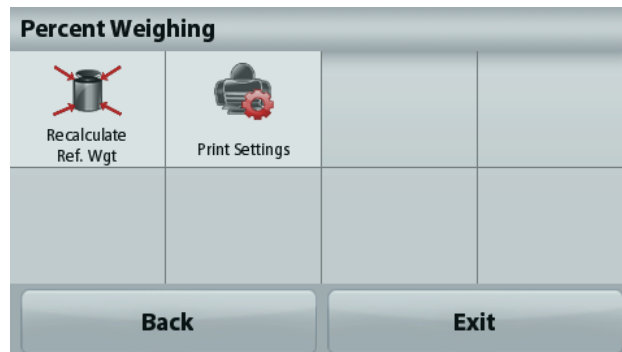 Percent Weighing
Recalculate
Ref. Wgt
Print Settings
Back
Exit